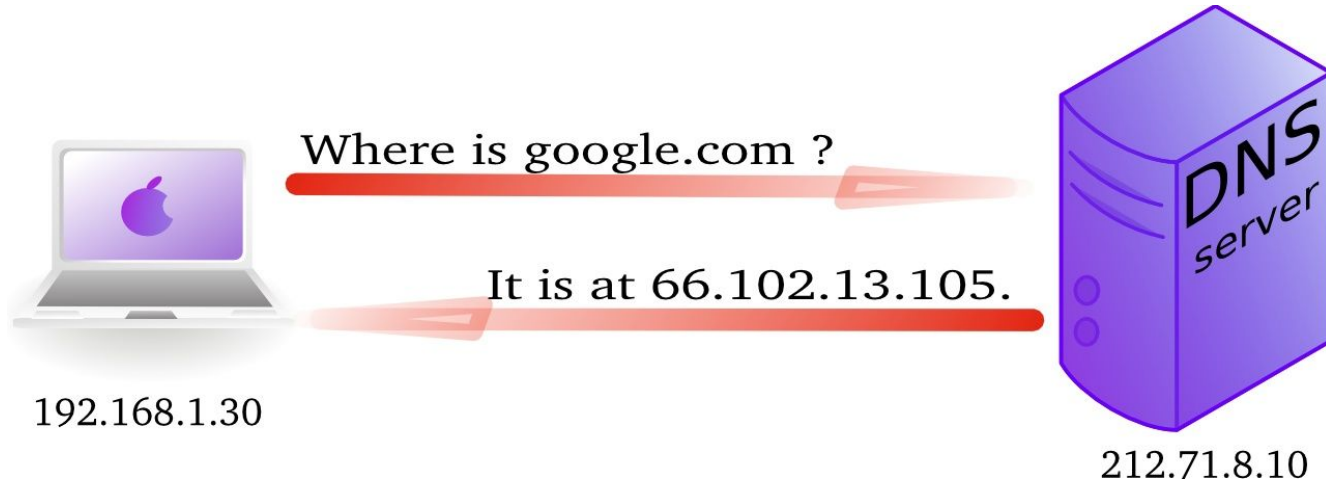 Where is google.com ?
It is at 66.102.13.105.
192.168.1.30
DNS
server
212.71.8.10